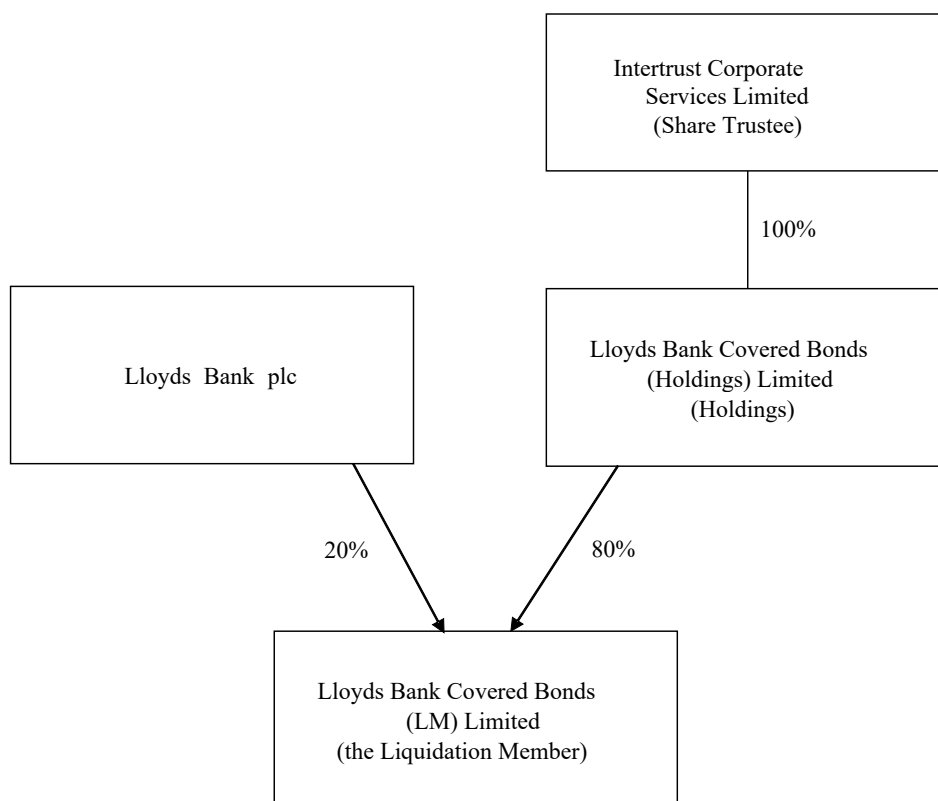 Intertrust Corporate
Services Limited
(Share Trustee)
100%
Lloyds Bank plc
Lloyds Bank Covered Bonds
(Holdings) Limited
(Holdings)
20%
80%
Lloyds Bank Covered Bonds
(LM) Limited
(the Liquidation Member)